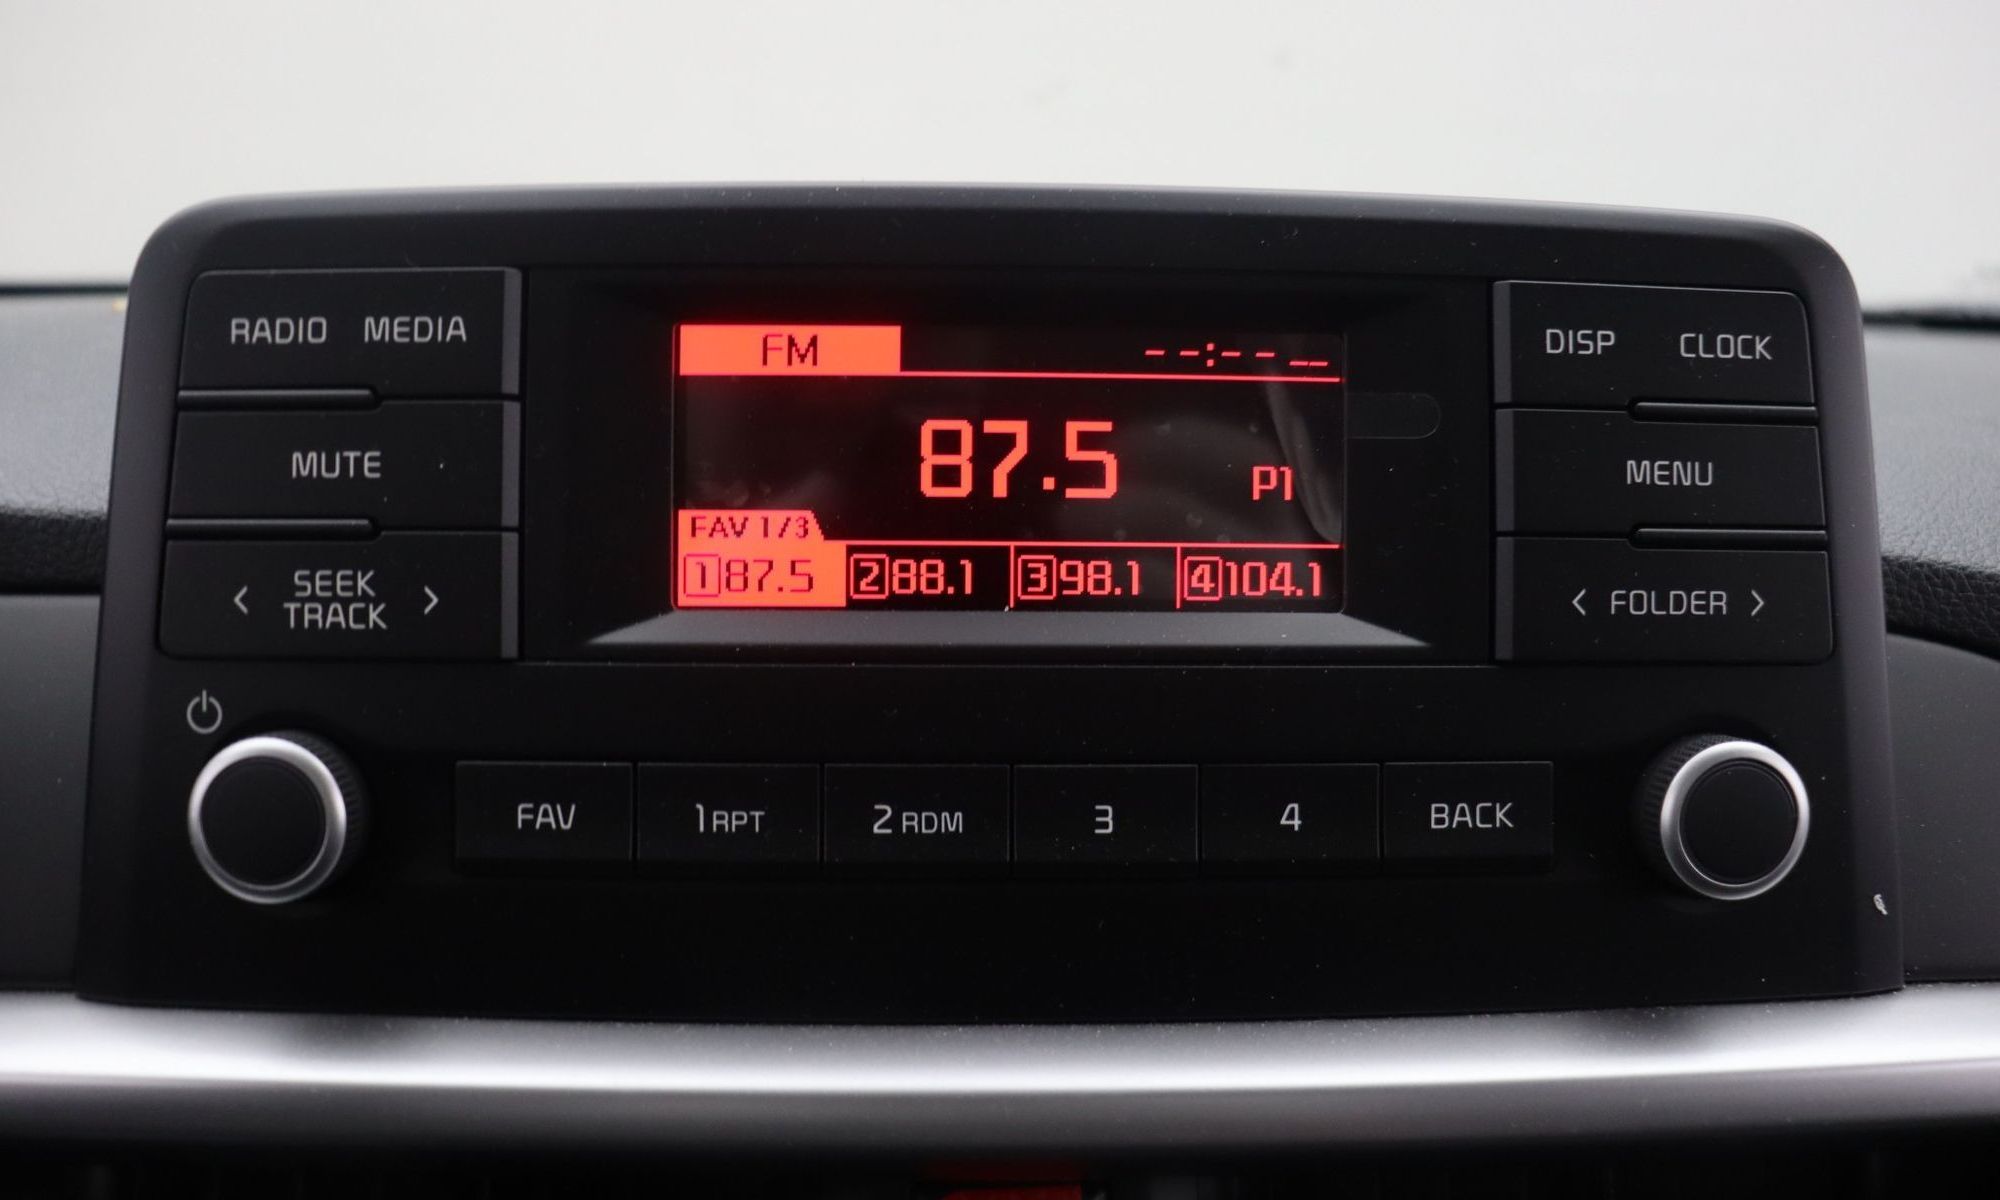 RADIO MEDIA
MUTE
< SEEK TRACK >
FM --:-- --
87.5 P1
FAV 1/3
1 87.5 2 88.1 3 98.1 4 104.1
DISP CLOCK
MENU
< FOLDER >
FAV 1 RPT 2 RDM 3 4 BACK